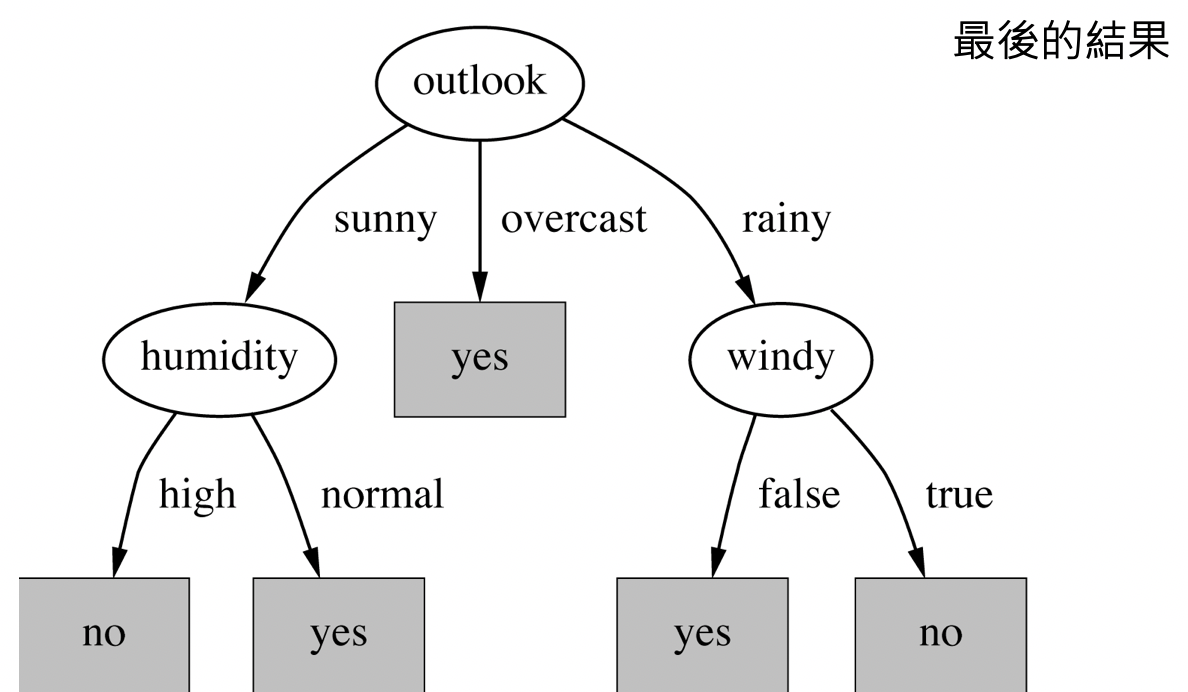 最後的結果
outlook
sunny
overcast
rainy
humidity
yes
windy
high
normal
false
true
no
yes
yes
no